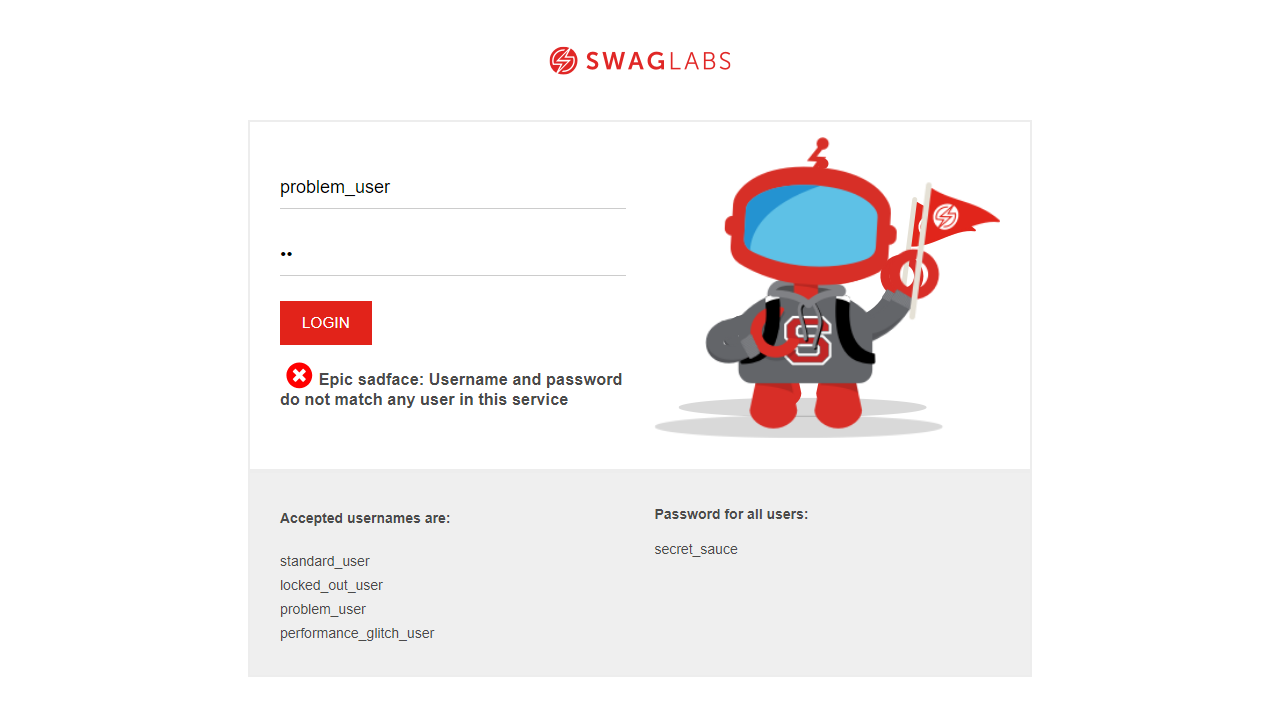 SWAGLABS
problem_user
••
LOGIN
Epic sadface: Username and password
do not match any user in this service
S
Accepted usernames are:
standard_user
locked_out_user
problem_user
performance_glitch_user
Password for all users:
secret_sauce